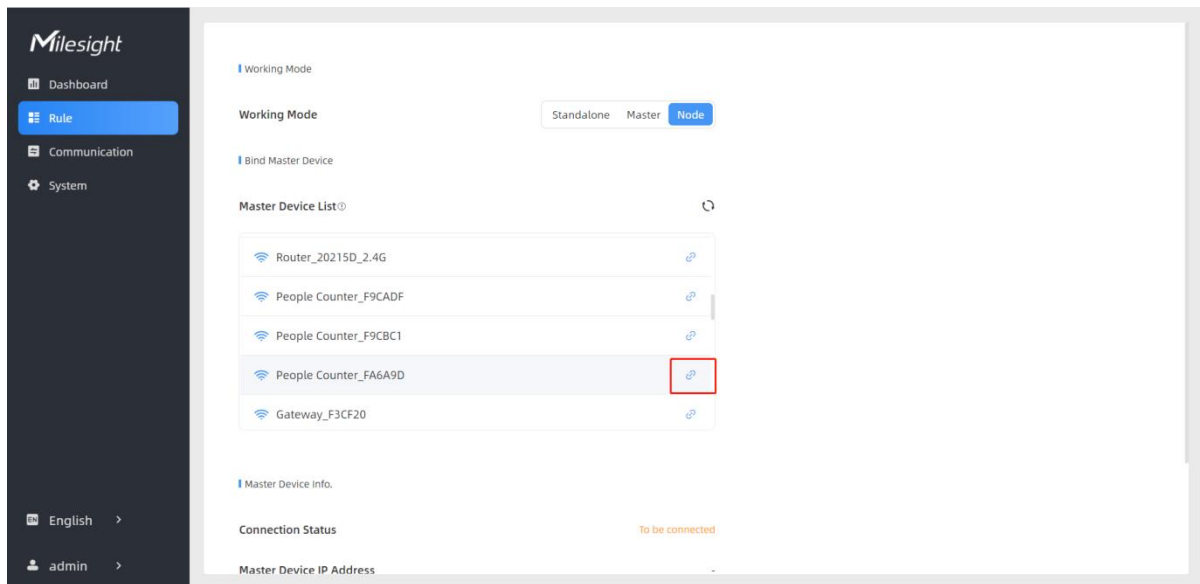 Milesight
Dashboard
Rule
Communication
System
EN English >
admin >
Working Mode
Working Mode Standalone Master Node
Bind Master Device
Master Device List
Router_20215D_2.4G
People Counter_F9CADF
People Counter_F9CBC1
People Counter_FA6A9D
Gateway_F3CF20
Master Device Info.
Connection Status To be connected
Master Device IP Address -